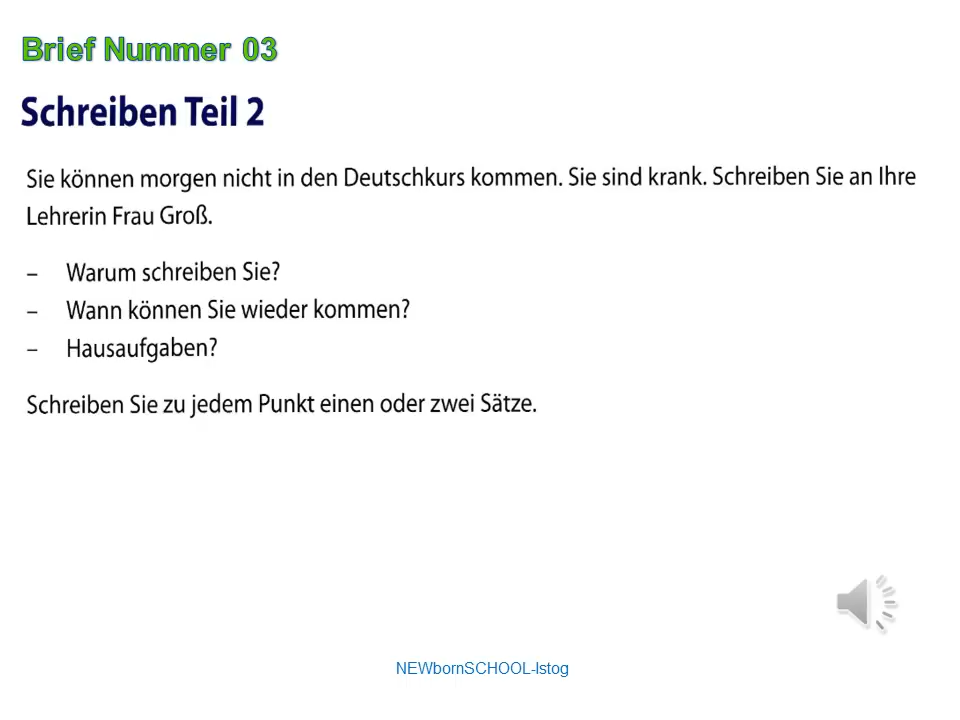 Brief Nummer 03
Schreiben Teil 2
Sie können morgen nicht in den Deutschkurs kommen. Sie sind krank. Schreiben Sie an Ihre
Lehrerin Frau Groß.
– Warum schreiben Sie?
– Wann können Sie wieder kommen?
– Hausaufgaben?
Schreiben Sie zu jedem Punkt einen oder zwei Sätze.
NEWbornSCHOOL-Istog